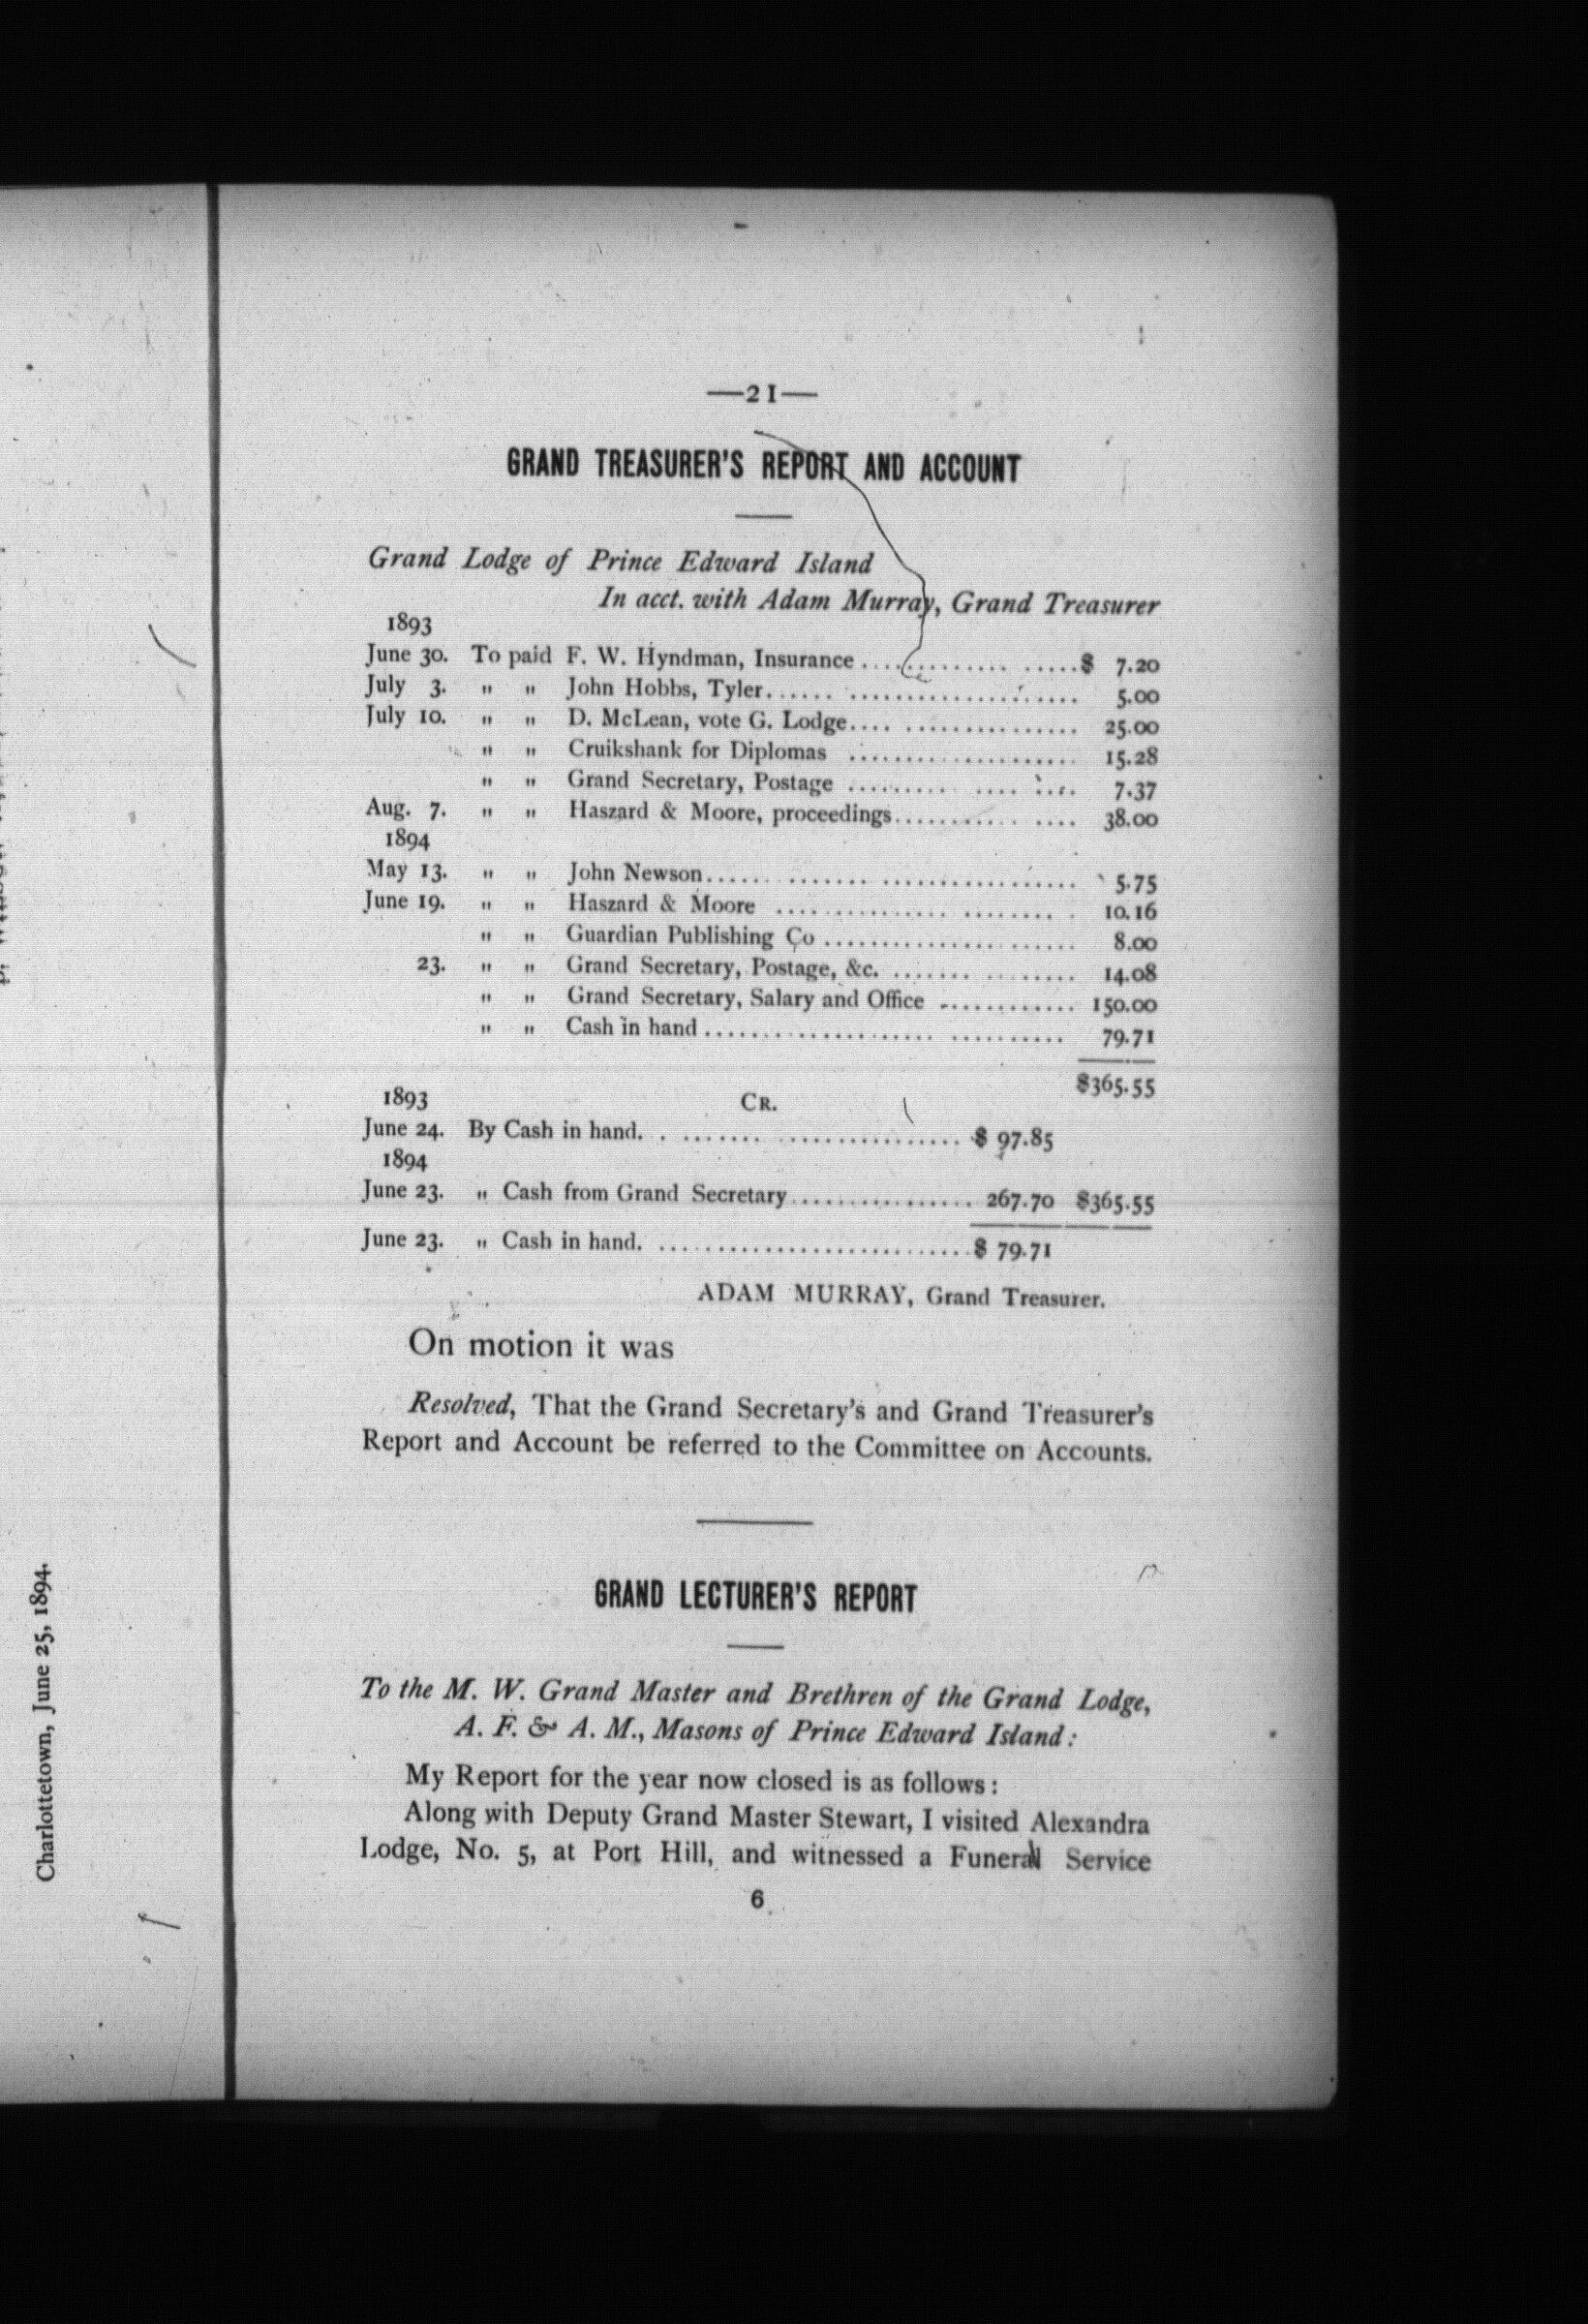 Charlottetown, June 25, 1894.
—21—
GRAND TREASURER'S REPORT AND ACCOUNT
Grand Lodge of Prince Edward Island
In acct. with Adam Murray, Grand Treasurer
1893
June 30. To paid F. W. Hyndman, Insurance .................. $ 7.20
July 3. " " John Hobbs, Tyler...... .................... 5.00
July 10. " " D. McLean, vote G. Lodge.... ............... 25.00
" " Cruikshank for Diplomas .................... 15.28
" " Grand Secretary, Postage .......... .... .... 7.37
Aug. 7. " " Haszard & Moore, proceedings........... .... 38.00
1894
May 13. " " John Newson...... ....... ................. 5.75
June 19. " " Haszard & Moore ............... ........ . 10.16
" " Guardian Publishing Co ...................... 8.00
23. " " Grand Secretary, Postage, &c. ....... ........ 14.08
" " Grand Secretary, Salary and Office ............ 150.00
" " Cash in hand .................... .......... 79.71
$365.55
1893 CR.
June 24. By Cash in hand. . ....... ................ $ 97.85
1894
June 23. " Cash from Grand Secretary................ 267.70 $365.55
June 23. " Cash in hand. ...........................$ 79.71
ADAM MURRAY, Grand Treasurer.
On motion it was
Resolved, That the Grand Secretary's and Grand Treasurer's
Report and Account be referred to the Committee on Accounts.
GRAND LECTURER'S REPORT
To the M. W. Grand Master and Brethren of the Grand Lodge,
A. F. & A. M., Masons of Prince Edward Island:
My Report for the year now closed is as follows:
Along with Deputy Grand Master Stewart, I visited Alexandra
Lodge, No. 5, at Port Hill, and witnessed a Funeral Service
6